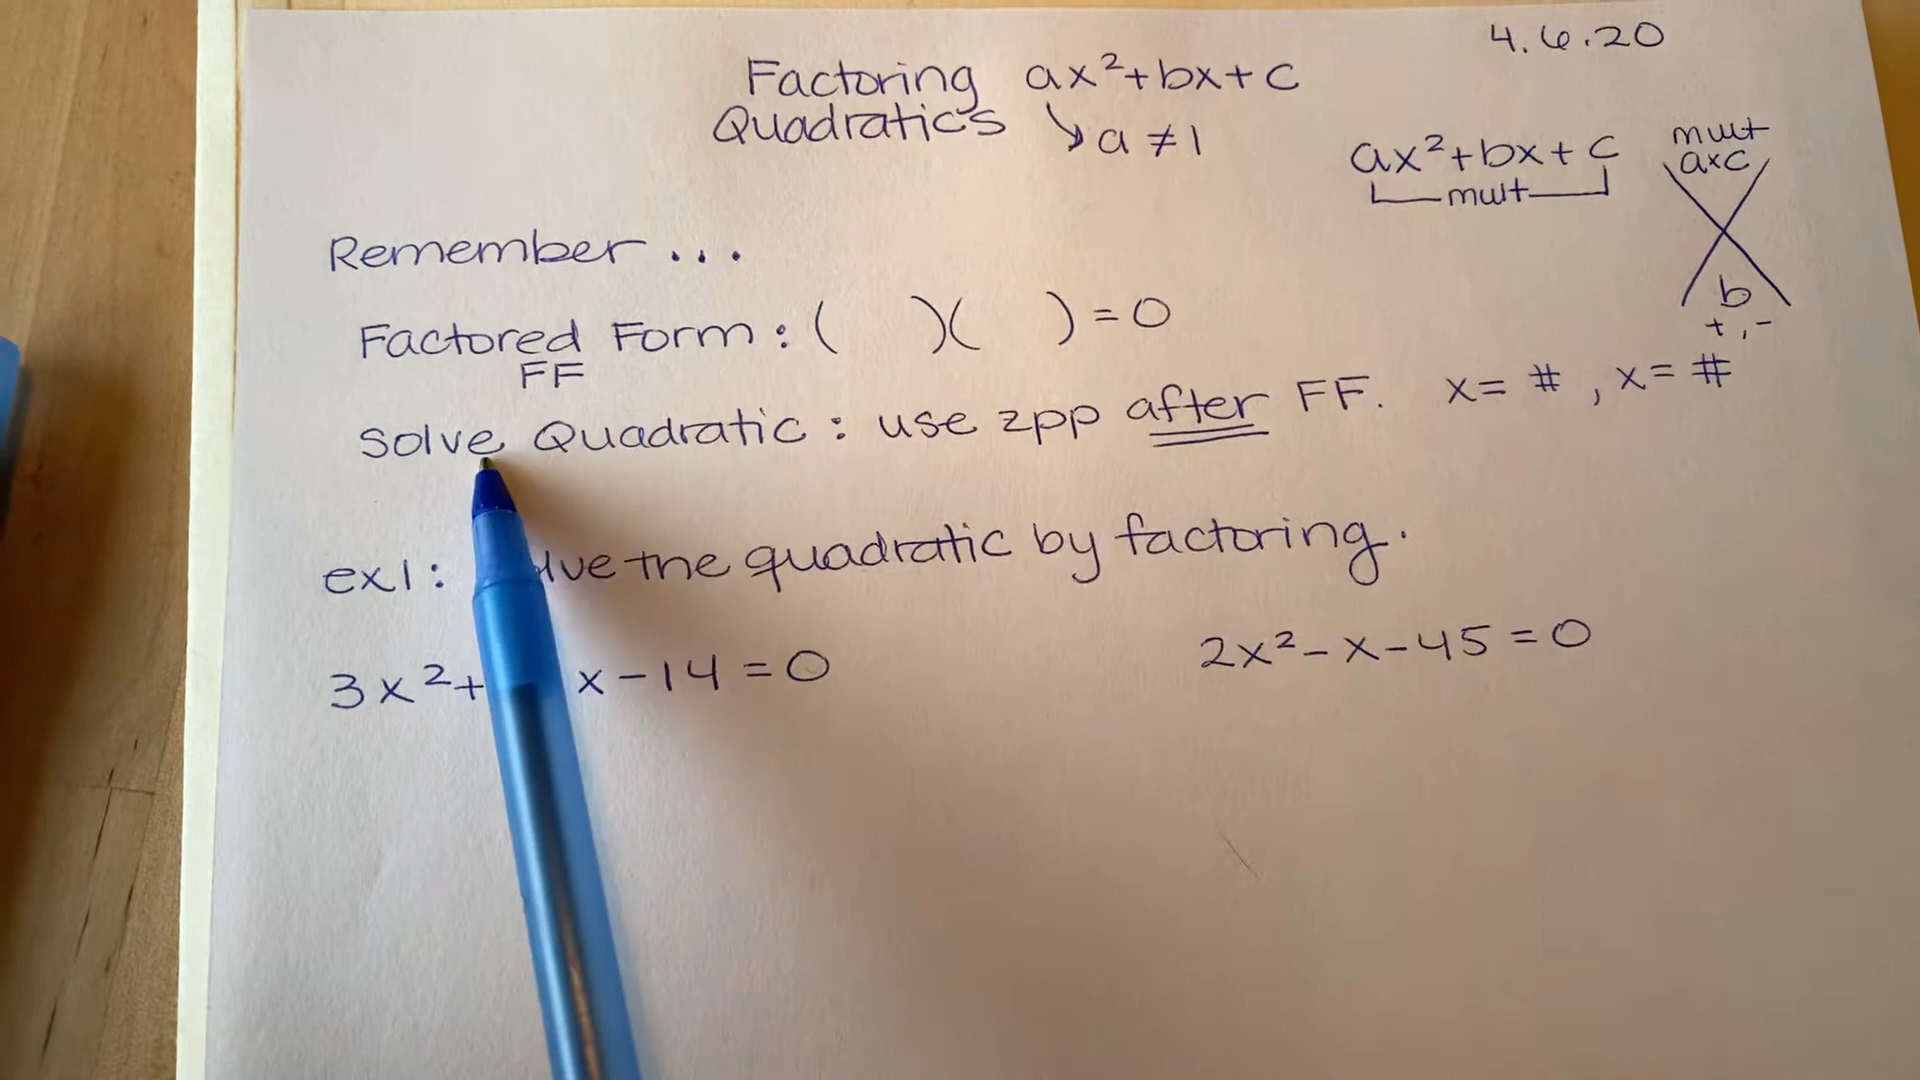 4.6.20
Factoring ax²+bx+c
Quadratics ↘ a ≠ 1
ax²+bx+c
mult
mult
axc
b
+, -
Remember ...
Factored Form: ( )( ) = 0
FF
Solve Quadratic: use zpp after FF. x= #, x= #
ex1: the quadratic by factoring.
3x²+ x-14=0
2x²-x-45=0